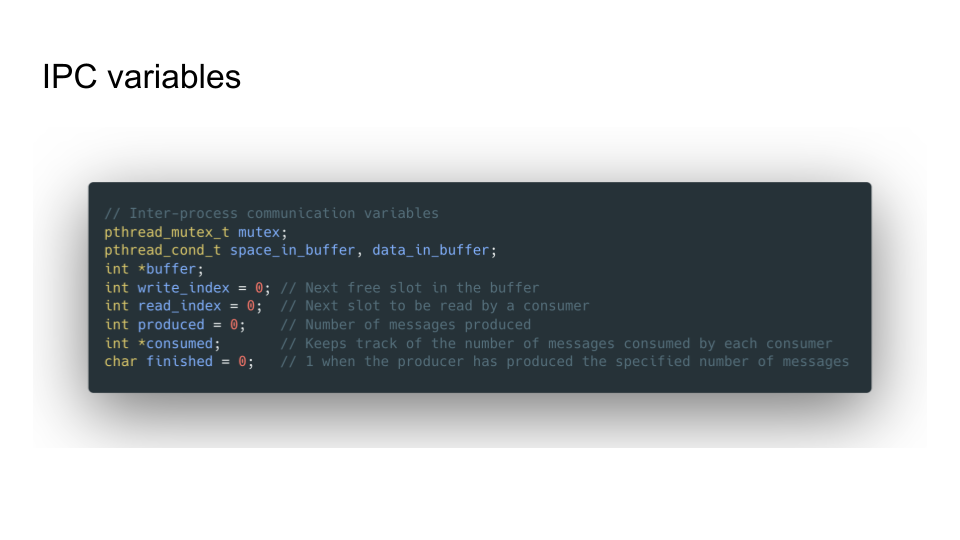 IPC variables
// Inter-process communication variables
pthread_mutex_t mutex;
pthread_cond_t space_in_buffer, data_in_buffer;
int *buffer;
int write_index = 0; // Next free slot in the buffer
int read_index = 0;  // Next slot to be read by a consumer
int produced = 0;    // Number of messages produced
int *consumed;       // Keeps track of the number of messages consumed by each consumer
char finished = 0;   // 1 when the producer has produced the specified number of messages